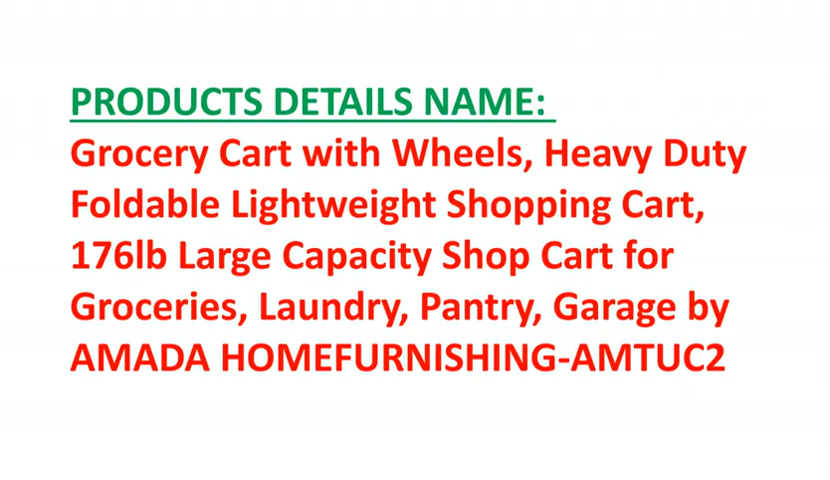 PRODUCTS DETAILS NAME:
Grocery Cart with Wheels, Heavy Duty
Foldable Lightweight Shopping Cart,
176lb Large Capacity Shop Cart for
Groceries, Laundry, Pantry, Garage by
AMADA HOMEFURNISHING-AMTUC2